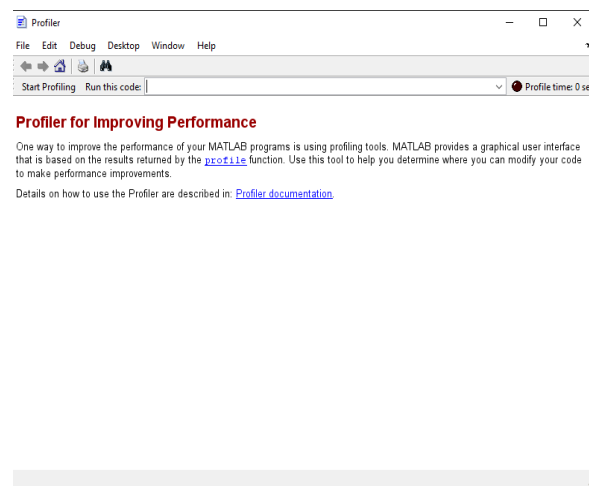 Profiler
File Edit Debug Desktop Window Help
Start Profiling Run this code: Profile time: 0 se
Profiler for Improving Performance
One way to improve the performance of your MATLAB programs is using profiling tools. MATLAB provides a graphical user interface
that is based on the results returned by the profile function. Use this tool to help you determine where you can modify your code
to make performance improvements.
Details on how to use the Profiler are described in: Profiler documentation.